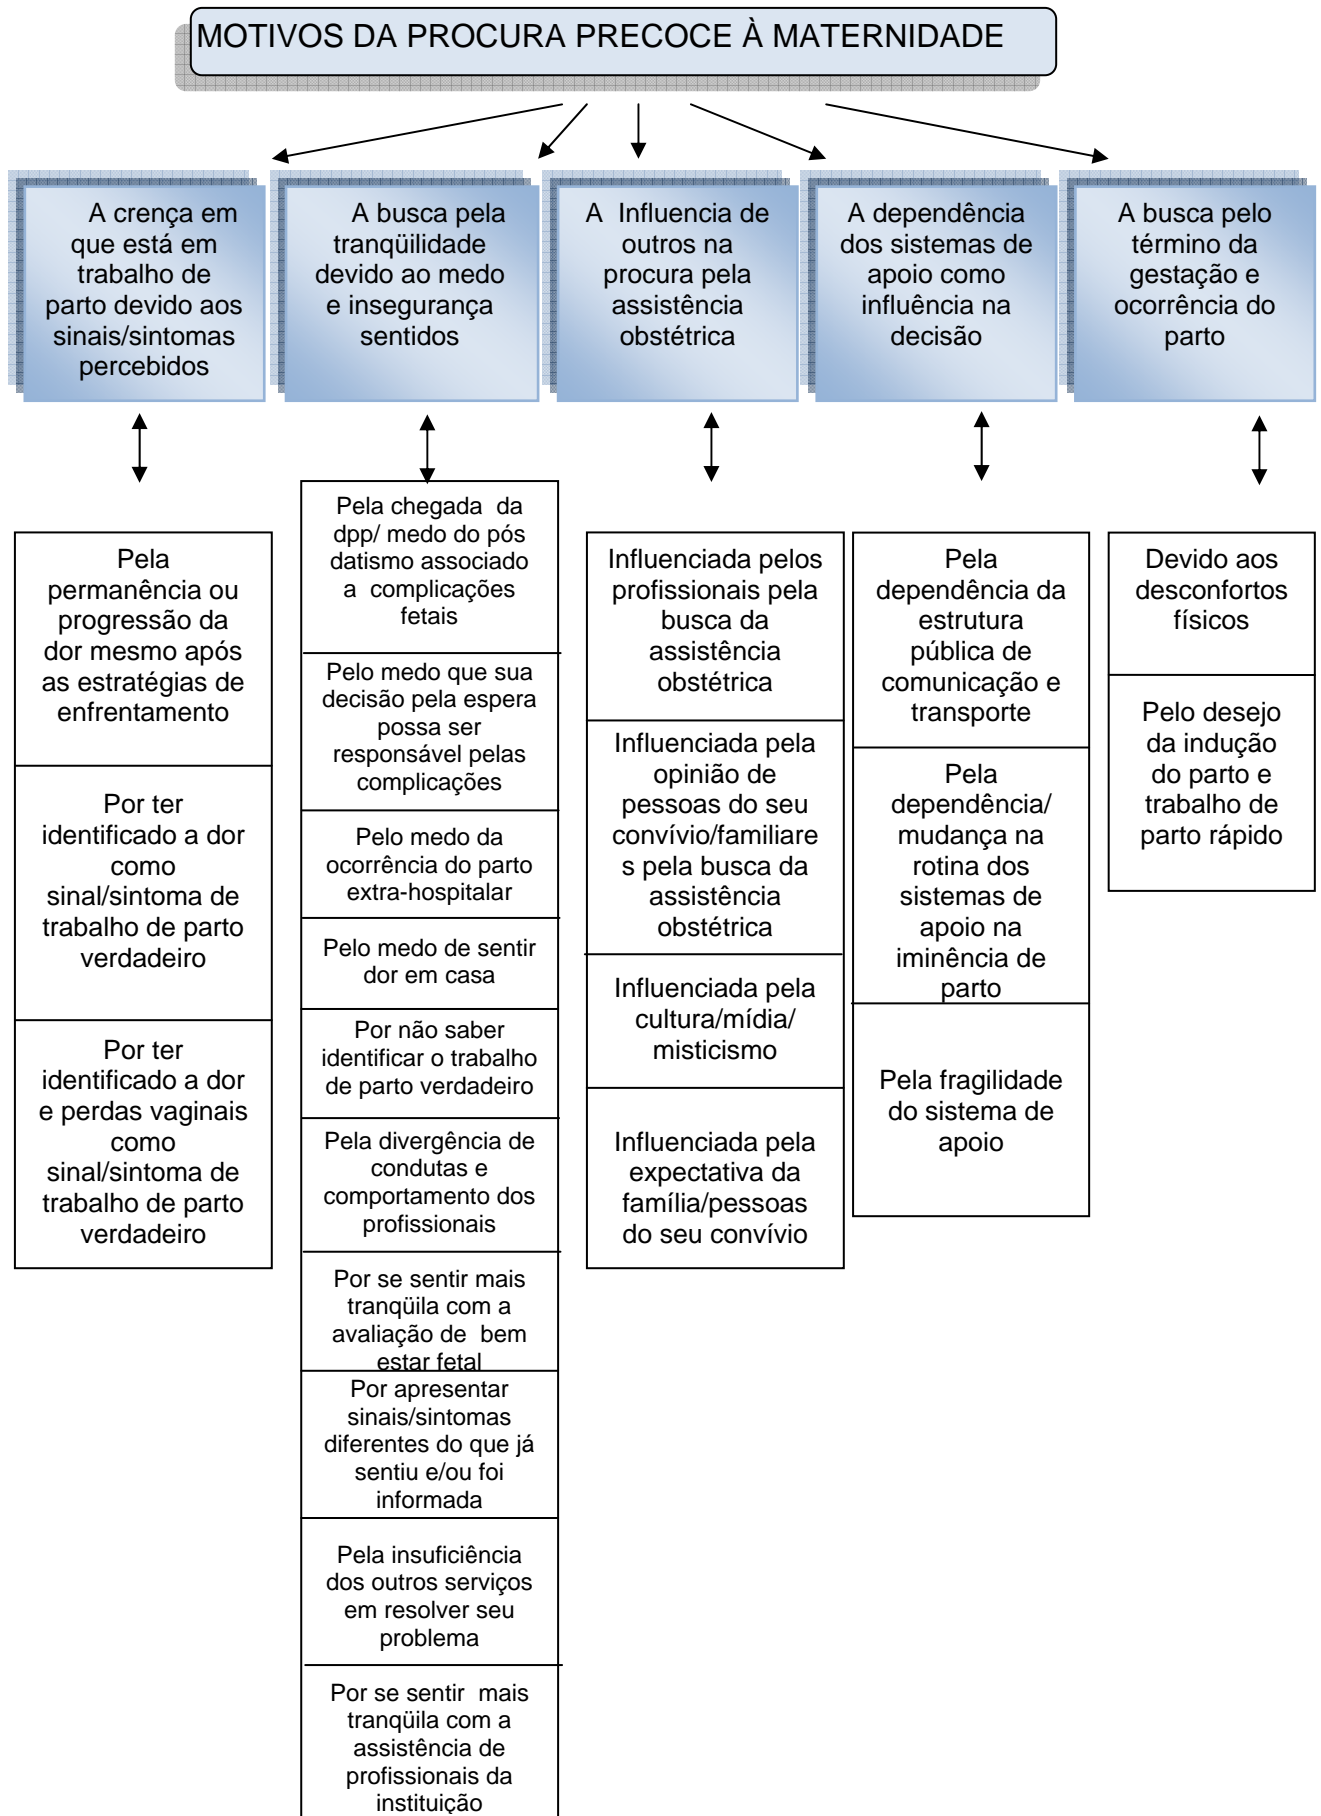 MOTIVOS DA PROCURA PRECOCE À MATERNIDADE
A crença em
que está em
trabalho de
parto devido aos
sinais/sintomas
percebidos
A busca pela
tranqüilidade
devido ao medo
e insegurança
sentidos
A Influencia de
outros na
procura pela
assistência
obstétrica
A dependência
dos sistemas de
apoio como
influência na
decisão
A busca pelo
término da
gestação e
ocorrência do
parto
Pela
permanência ou
progressão da
dor mesmo após
as estratégias de
enfrentamento
Por ter
identificado a dor
como
sinal/sintoma de
trabalho de parto
verdadeiro
Por ter
identificado a dor
e perdas vaginais
como
sinal/sintoma de
trabalho de parto
verdadeiro
Pela chegada da
dpp/ medo do pós
datismo associado
a complicações
fetais
Pelo medo que sua
decisão pela espera
possa ser
responsável pelas
complicações
Pelo medo da
ocorrência do parto
extra-hospitalar
Pelo medo de sentir
dor em casa
Por não saber
identificar o trabalho
de parto verdadeiro
Pela divergência de
condutas e
comportamento dos
profissionais
Por se sentir mais
tranqüila com a
avaliação de bem
estar fetal
Por apresentar
sinais/sintomas
diferentes do que já
sentiu e/ou foi
informada
Pela insuficiência
dos outros serviços
em resolver seu
problema
Por se sentir mais
tranqüila com a
assistência de
profissionais da
instituição
Influenciada pelos
profissionais pela
busca da
assistência
obstétrica
Influenciada pela
opinião de
pessoas do seu
convívio/familiare
s pela busca da
assistência
obstétrica
Influenciada pela
cultura/mídia/
misticismo
Influenciada pela
expectativa da
família/pessoas
do seu convívio
Pela
dependência da
estrutura
pública de
comunicação e
transporte
Pela
dependência/
mudança na
rotina dos
sistemas de
apoio na
iminência de
parto
Pela fragilidade
do sistema de
apoio
Devido aos
desconfortos
físicos
Pelo desejo
da indução
do parto e
trabalho de
parto rápido